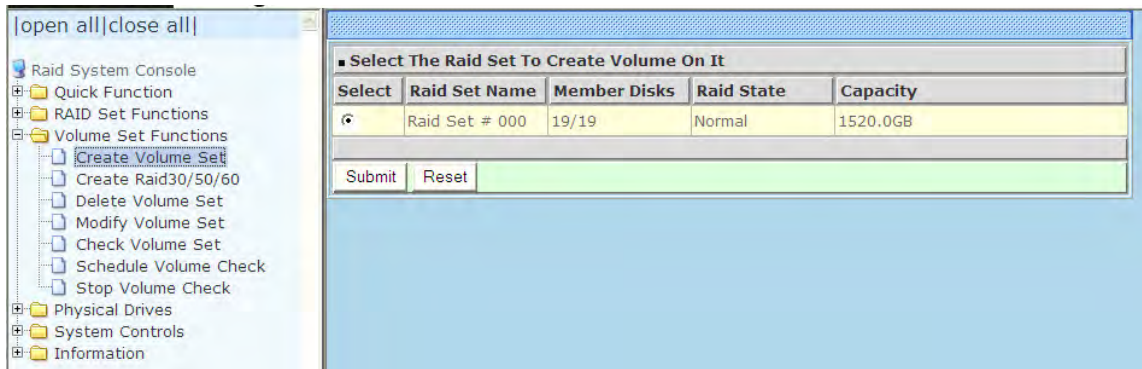 |open all|close all|
Raid System Console
Quick Function
RAID Set Functions
Volume Set Functions
Create Volume Set
Create Raid30/50/60
Delete Volume Set
Modify Volume Set
Check Volume Set
Schedule Volume Check
Stop Volume Check
Physical Drives
System Controls
Information
Select The Raid Set To Create Volume On It
Select Raid Set Name Member Disks Raid State Capacity
Raid Set # 000 19/19 Normal 1520.0GB
Submit Reset